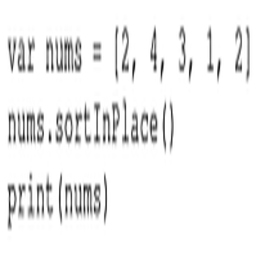 var nums = [2, 4, 3, 1, 2]
nums.sortInPlace()
print(nums)